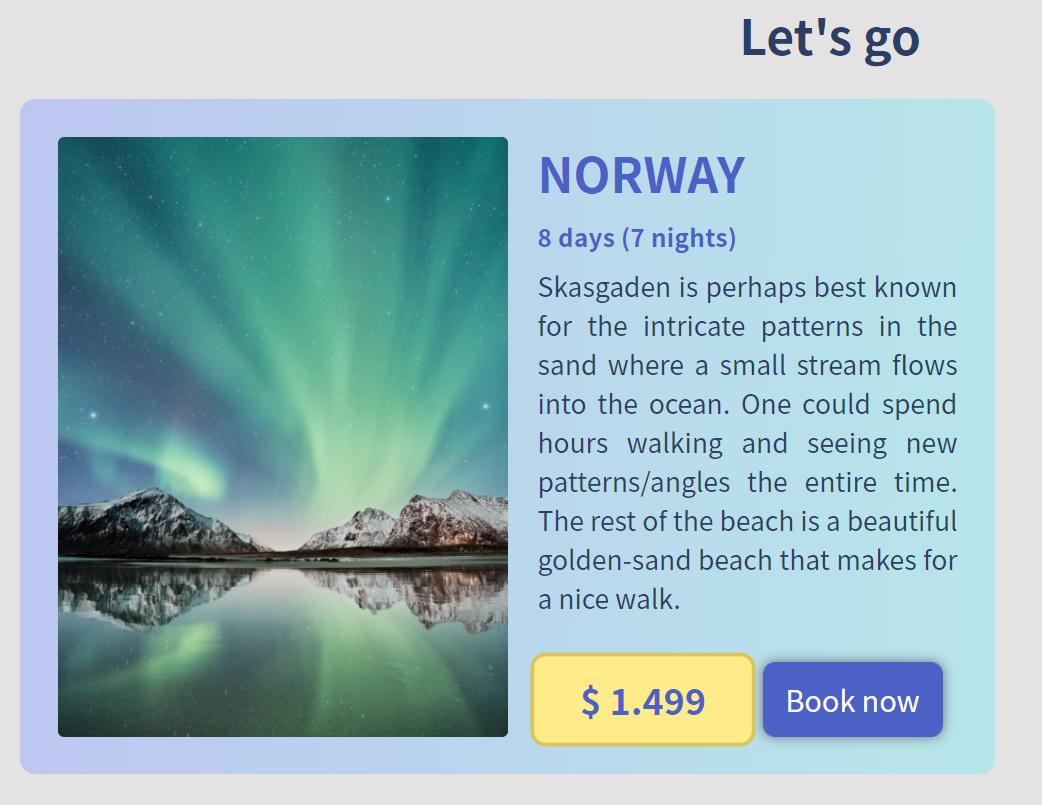 Let's go
NORWAY
8 days (7 nights)
Skasgaden is perhaps best known
for the intricate patterns in the
sand where a small stream flows
into the ocean. One could spend
hours walking and seeing new
patterns/angles the entire time.
The rest of the beach is a beautiful
golden-sand beach that makes for
a nice walk.
$ 1.499
Book now